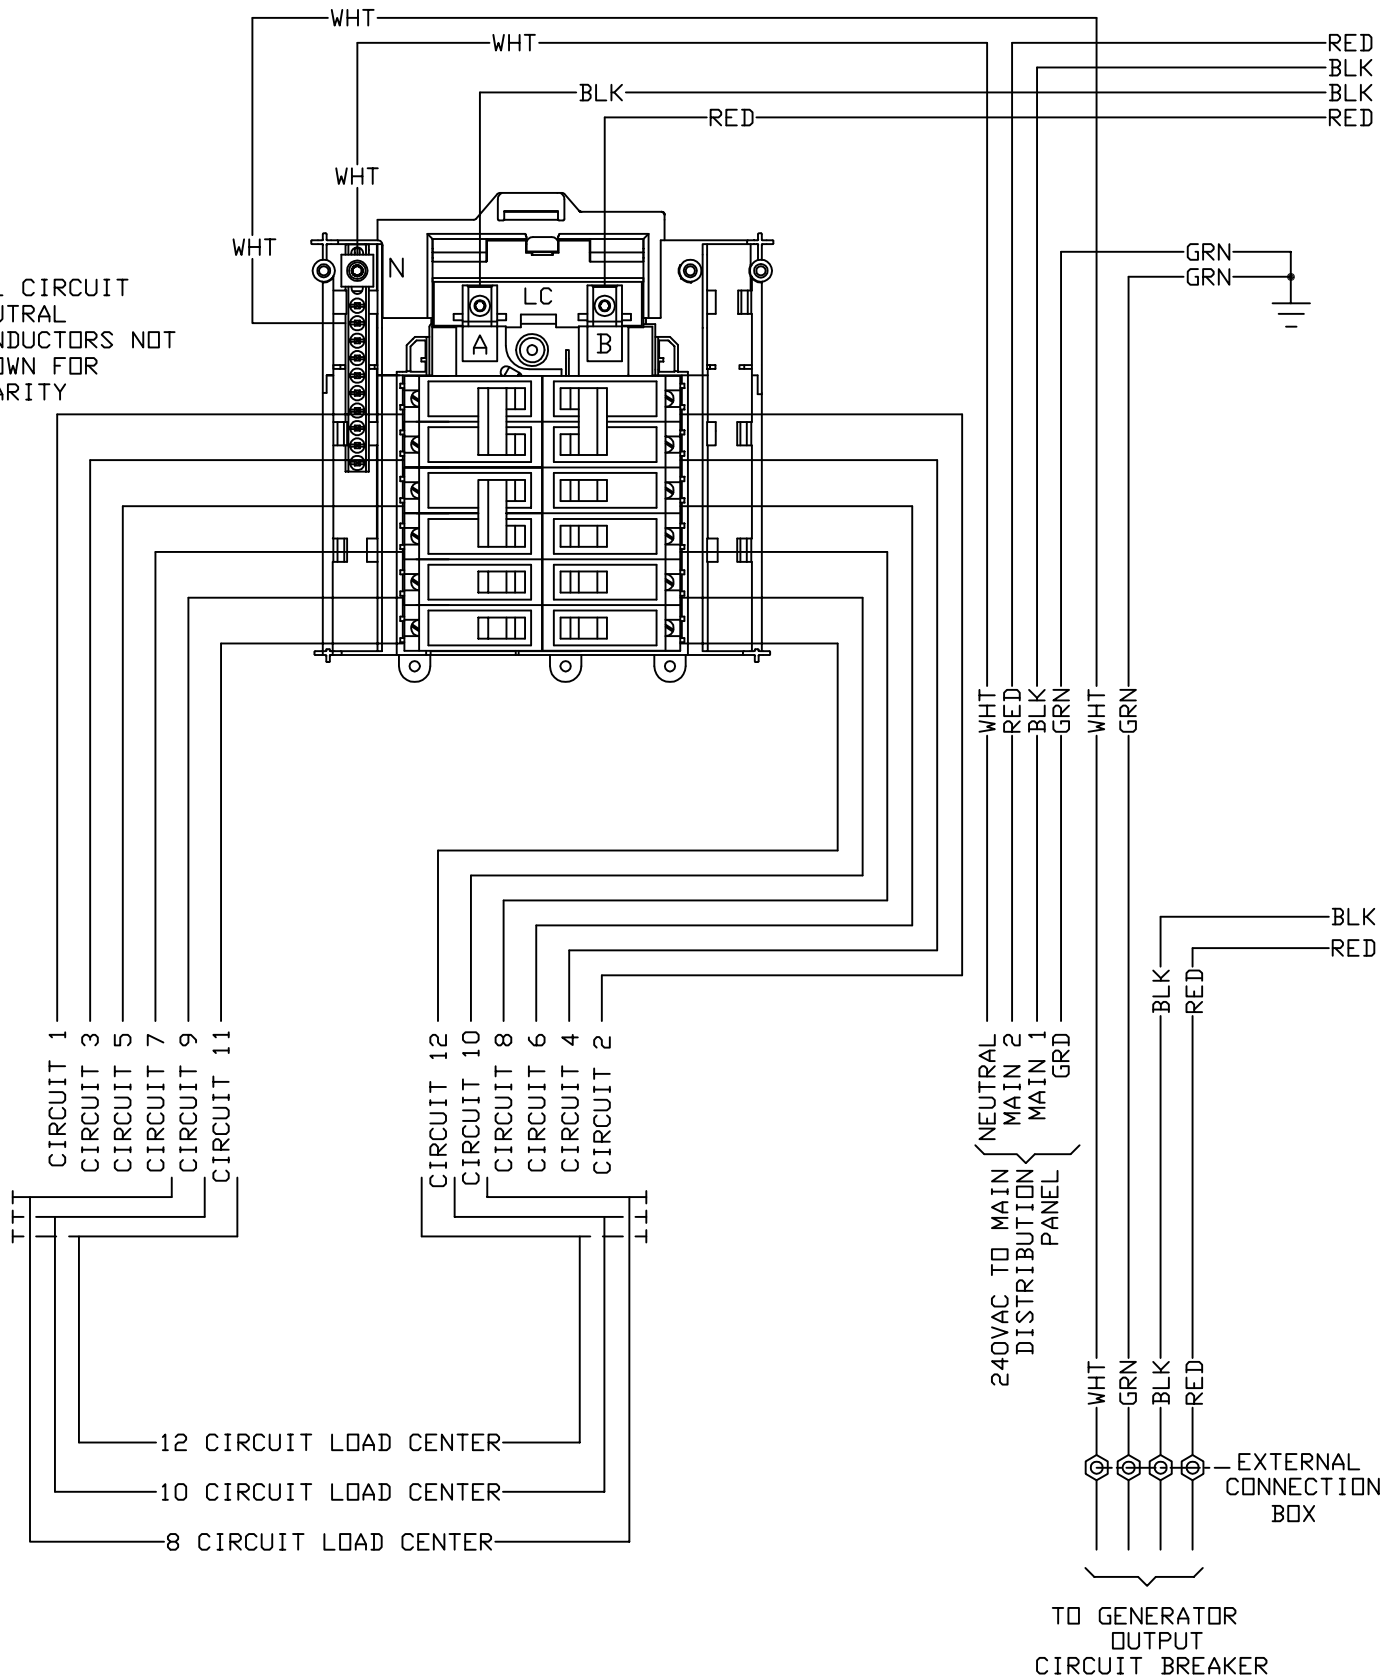 WHT
WHT
RED
BLK
BLK
BLK
RED
RED
WHT
WHT
N
GRN
GRN
CIRCUIT
NDUCTORS NOT
FOR
LC
A
B
WHT
RED
BLK
GRN
WHT
GRN
BLK
RED
BLK
RED
CIRCUIT 1
CIRCUIT 3
CIRCUIT 5
CIRCUIT 7
CIRCUIT 9
CIRCUIT 11
CIRCUIT 12
CIRCUIT 10
CIRCUIT 8
CIRCUIT 6
CIRCUIT 4
CIRCUIT 2
NEUTRAL
MAIN 2
MAIN 1
GRD
240VAC TO MAIN
DISTRIBUTION
PANEL
WHT
GRN
BLK
RED
12 CIRCUIT LOAD CENTER
10 CIRCUIT LOAD CENTER
8 CIRCUIT LOAD CENTER
EXTERNAL
CONNECTION
BOX
TO GENERATOR
OUTPUT
CIRCUIT BREAKER